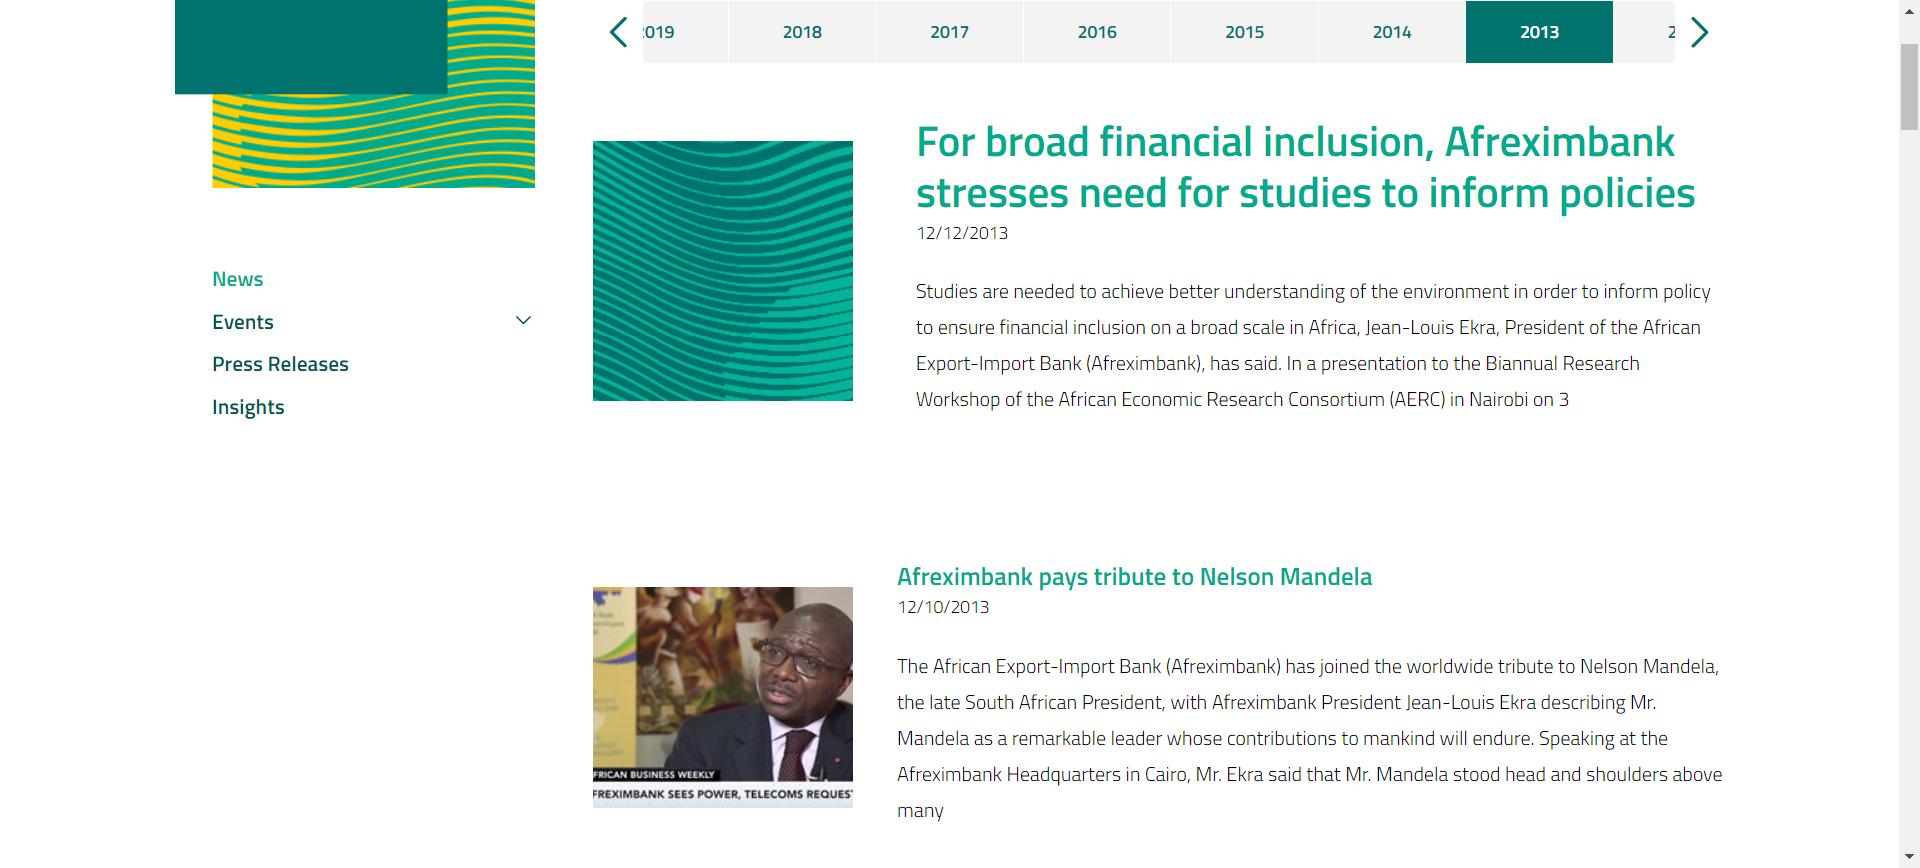 2018
2017
2016
2015
2014
2013
For broad financial inclusion, Afreximbank
stresses need for studies to inform policies
12/12/2013
Studies are needed to achieve better understanding of the environment in order to inform policy
to ensure financial inclusion on a broad scale in Africa, Jean-Louis Ekra, President of the African
Export-Import Bank (Afreximbank), has said. In a presentation to the Biannual Research
Workshop of the African Economic Research Consortium (AERC) in Nairobi on 3
News
Events
Press Releases
Insights
Afreximbank pays tribute to Nelson Mandela
12/10/2013
The African Export-Import Bank (Afreximbank) has joined the worldwide tribute to Nelson Mandela,
the late South African President, with Afreximbank President Jean-Louis Ekra describing Mr.
Mandela as a remarkable leader whose contributions to mankind will endure. Speaking at the
Afreximbank Headquarters in Cairo, Mr. Ekra said that Mr. Mandela stood head and shoulders above
many
FRICAN BUSINESS WEEKLY
FREXIMBANK SEES POWER, TELECOMS REQUES